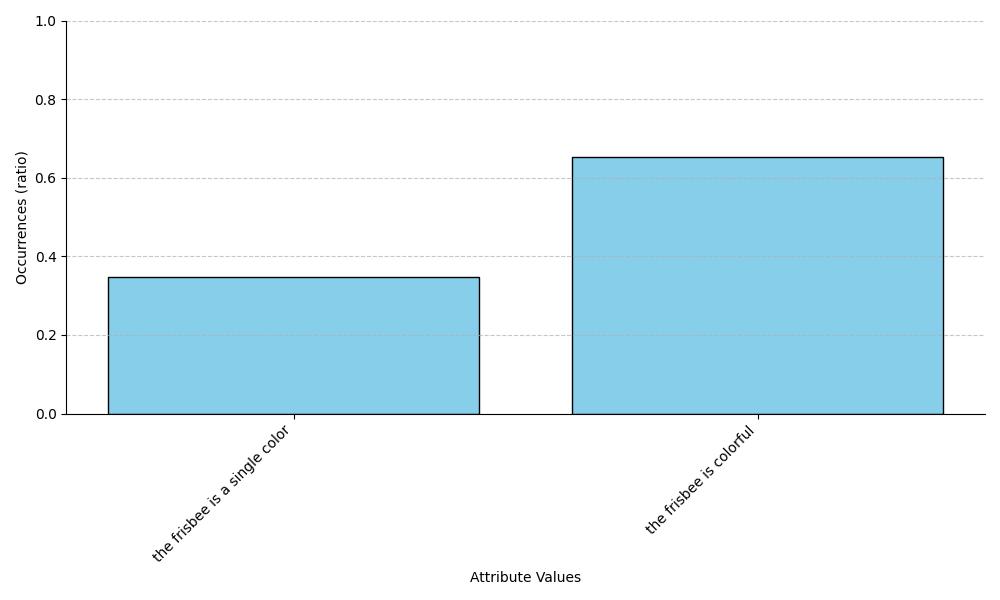 1.0
0.8
0.6
0.4
0.2
0.0
Occurrences (ratio)
the frisbee is a single color
the frisbee is colorful
Attribute Values